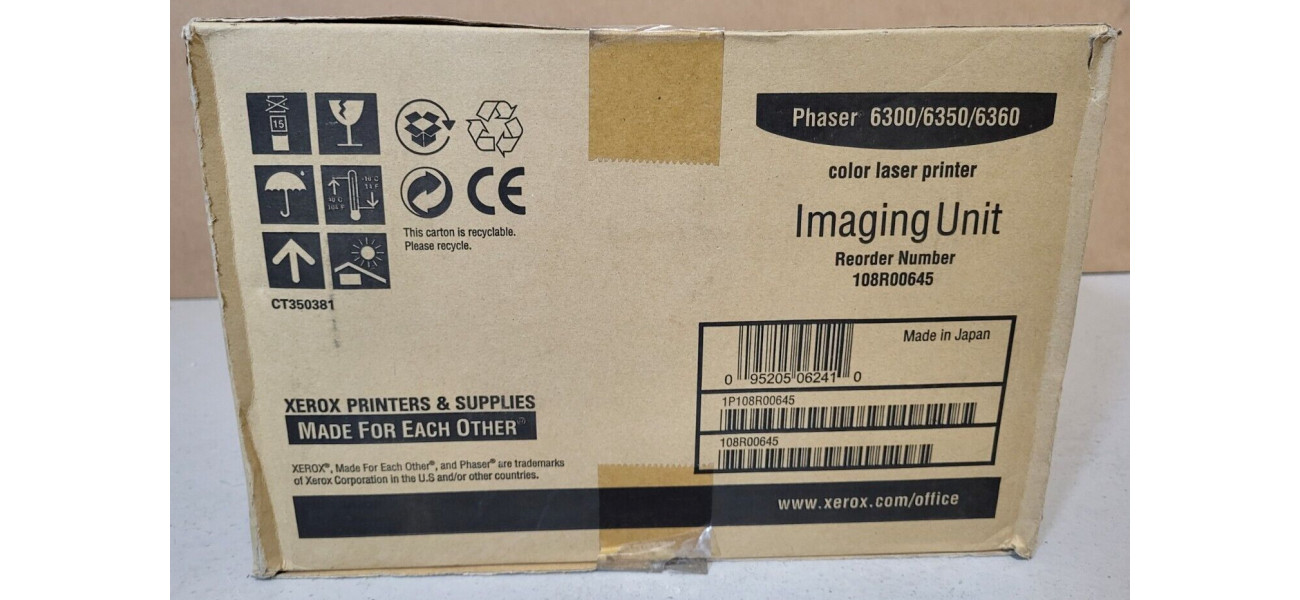 15
Phaser 6300/6350/6360
color laser printer
Imaging Unit
Reorder Number
108R00645
CE
This carton is recyclable.
Please recycle.
CT350381
Made in Japan
0 95205 06241 0
1P108R00645
108R00645
XEROX PRINTERS & SUPPLIES
MADE FOR EACH OTHER
XEROX®, Made For Each Other®, and Phaser® are trademarks
of Xerox Corporation in the U.S and/or other countries.
www.xerox.com/office